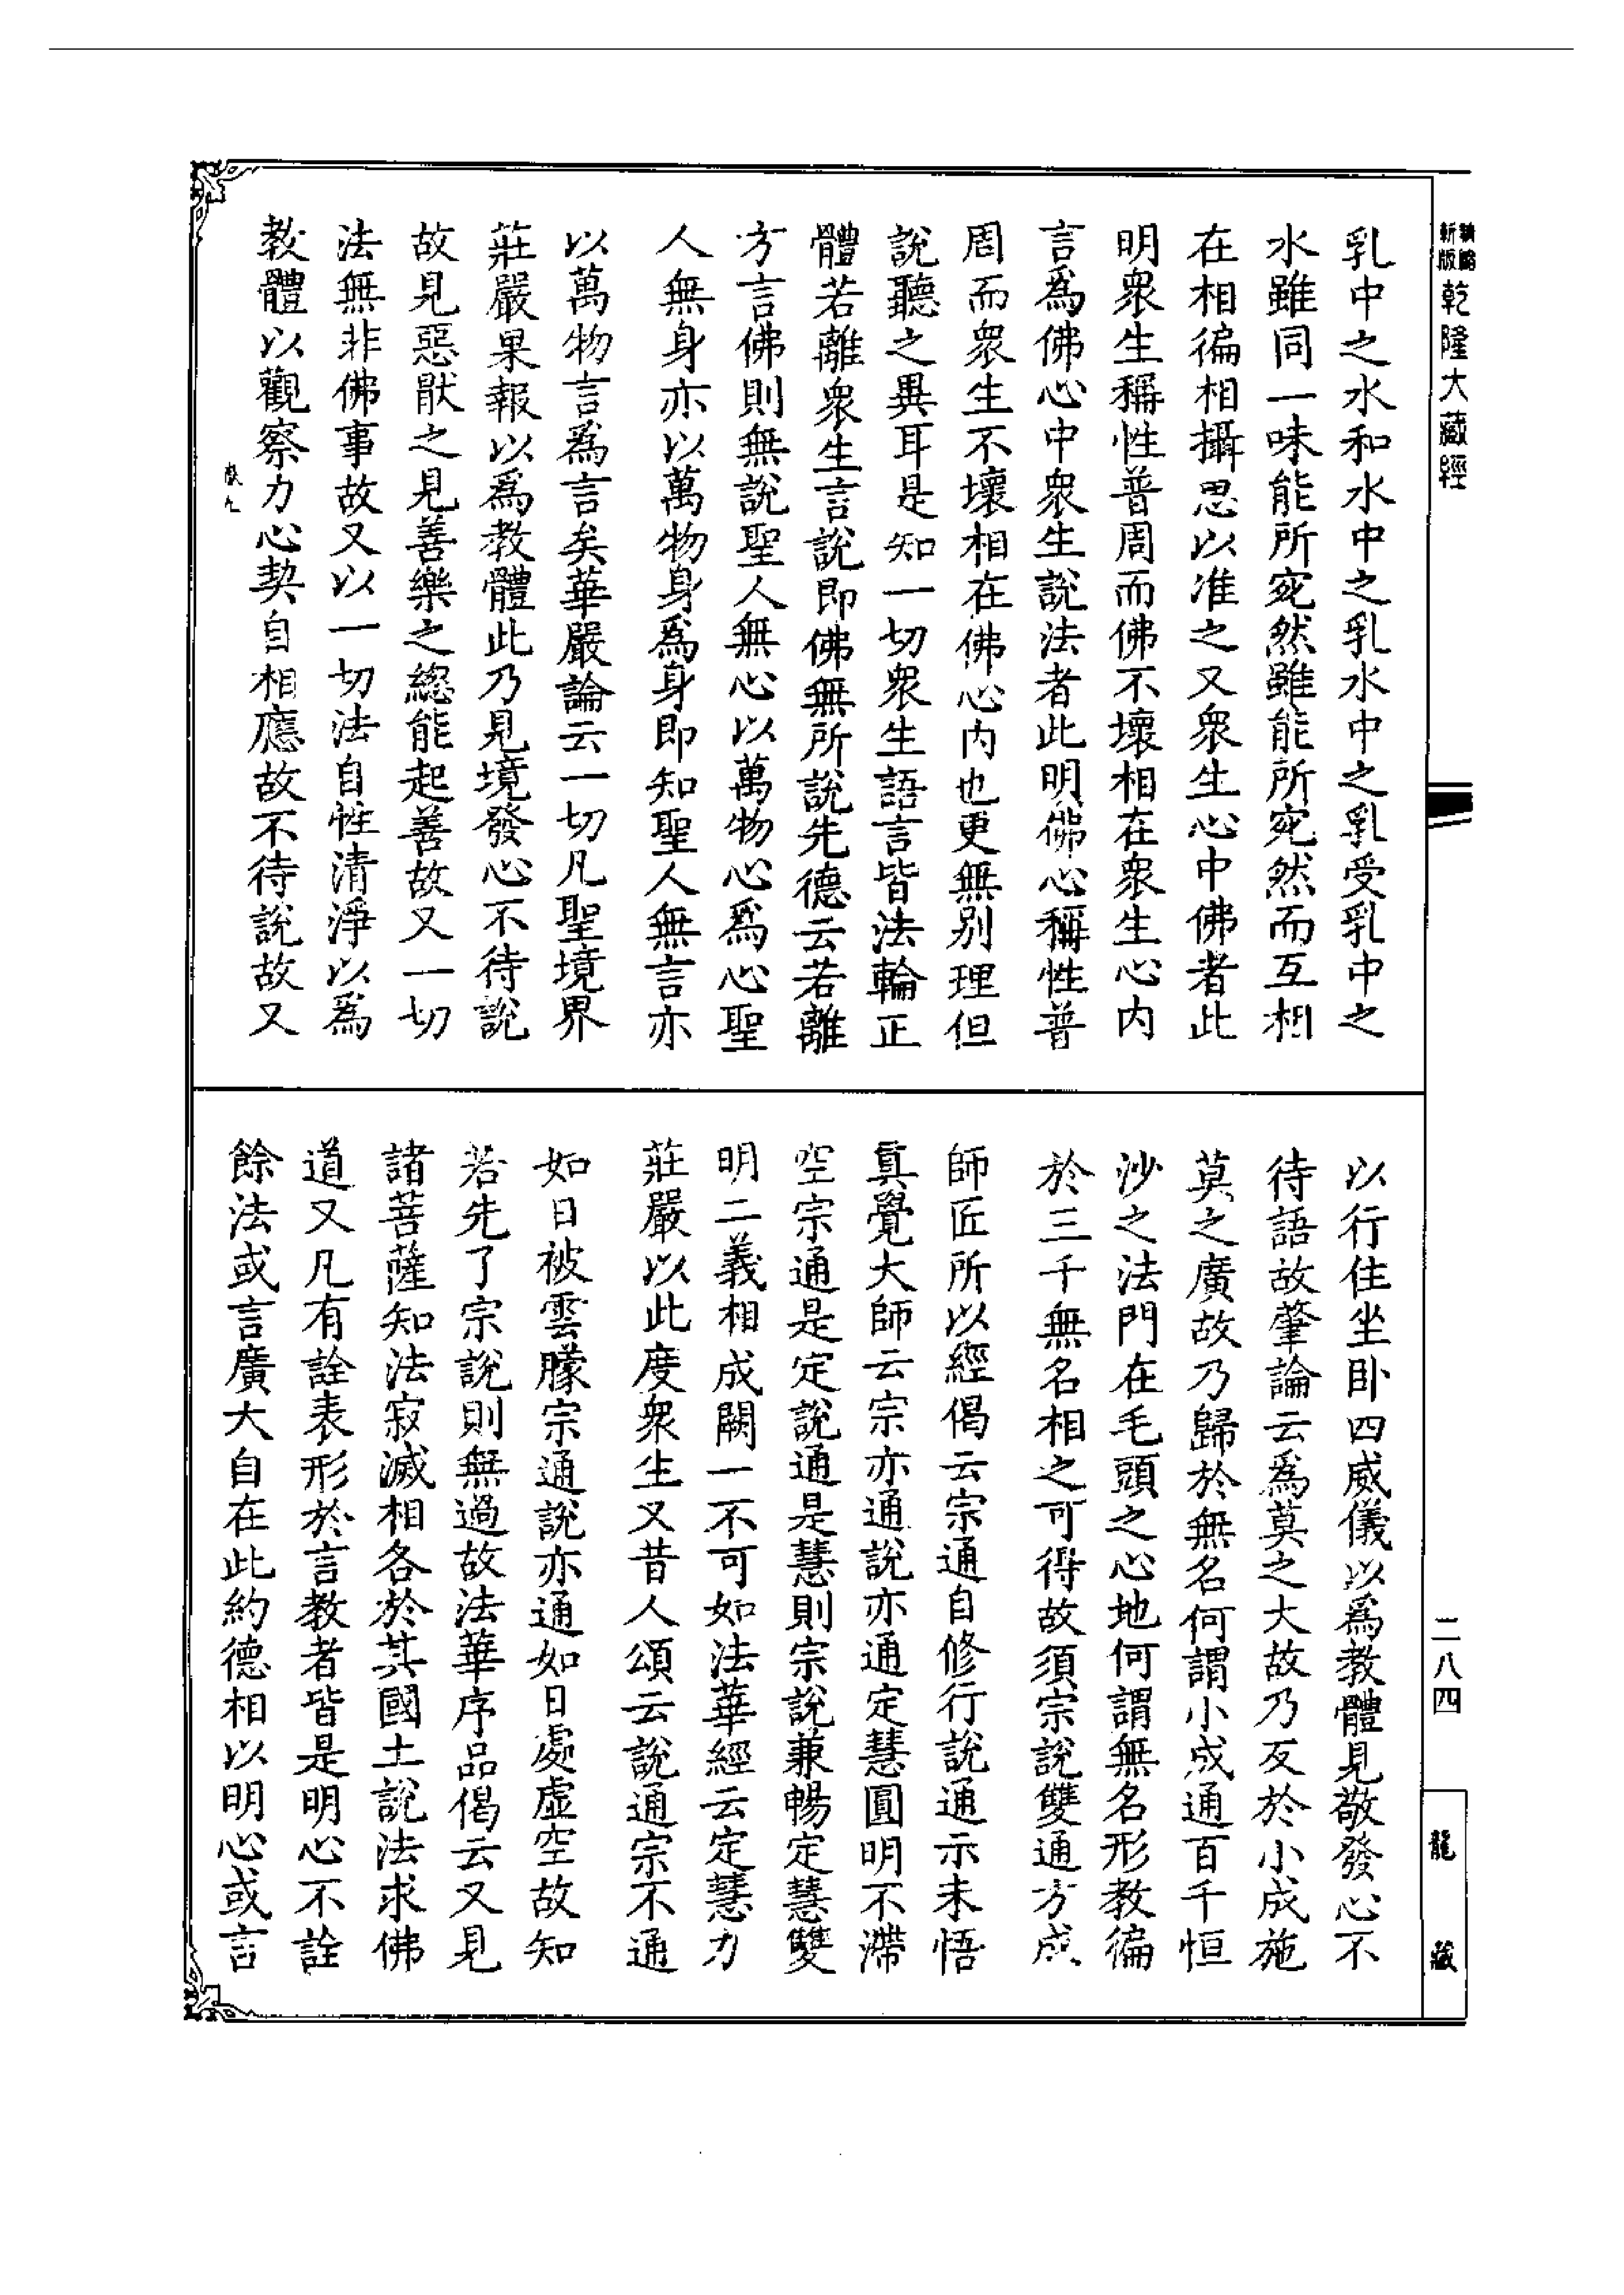 新版
乾隆大藏經
乳中之水和水中之乳水中之乳受乳中之
水雖同一味能所宛然雖能所宛然而互相
在相徧相攝思以准之又衆生心中佛者此
明衆生稱性普周而佛不壞相在衆生心內
言爲佛心中衆生說法者此明佛心稱性普
周而衆生不壞相在佛心內也更無別理但
說聽之異耳是知一切衆生語言皆法輪正
體若離衆生言說即佛無所說先德云若離
方言佛則無說聖人無心以萬物心爲心聖
人無身亦以萬物身爲身即知聖人無言亦
以萬物言爲言矣華嚴論云一切凡聖境界
莊嚴果報以爲教體此乃見境發心不待說
故見惡猒之見善樂之緫能起善故又一切
法無非佛事故又以一切法自性清淨以爲
教體以觀察力心契自相應故不待說故又
以行住坐卧四威儀以爲教體見敬發心不
待語故肇論云爲莫之大故乃反於小成施
莫之廣故乃歸於無名何謂小成通百千恒
沙之法門在毛頭之心地何謂無名形教徧
於三千無名相之可得故須宗說雙通方成
師匠所以經偈云宗通自修行說通示未悟
真覺大師云宗亦通說亦通定慧圓明不滯
空宗通是定說通是慧則宗說兼暢定慧雙
明二義相成闕一不可如法華經云定慧力
莊嚴以此度衆生又昔人頌云說通宗不通
如日被雲朦宗通說亦通如日處虛空故知
若先了宗說則無過故法華序品偈云又見
諸菩薩知法寂滅相各於其國土說法求佛
道又凡有詮表形於言教者皆是明心不詮
餘法或言廣大自在此約德相以明心或言
二八四
龍藏